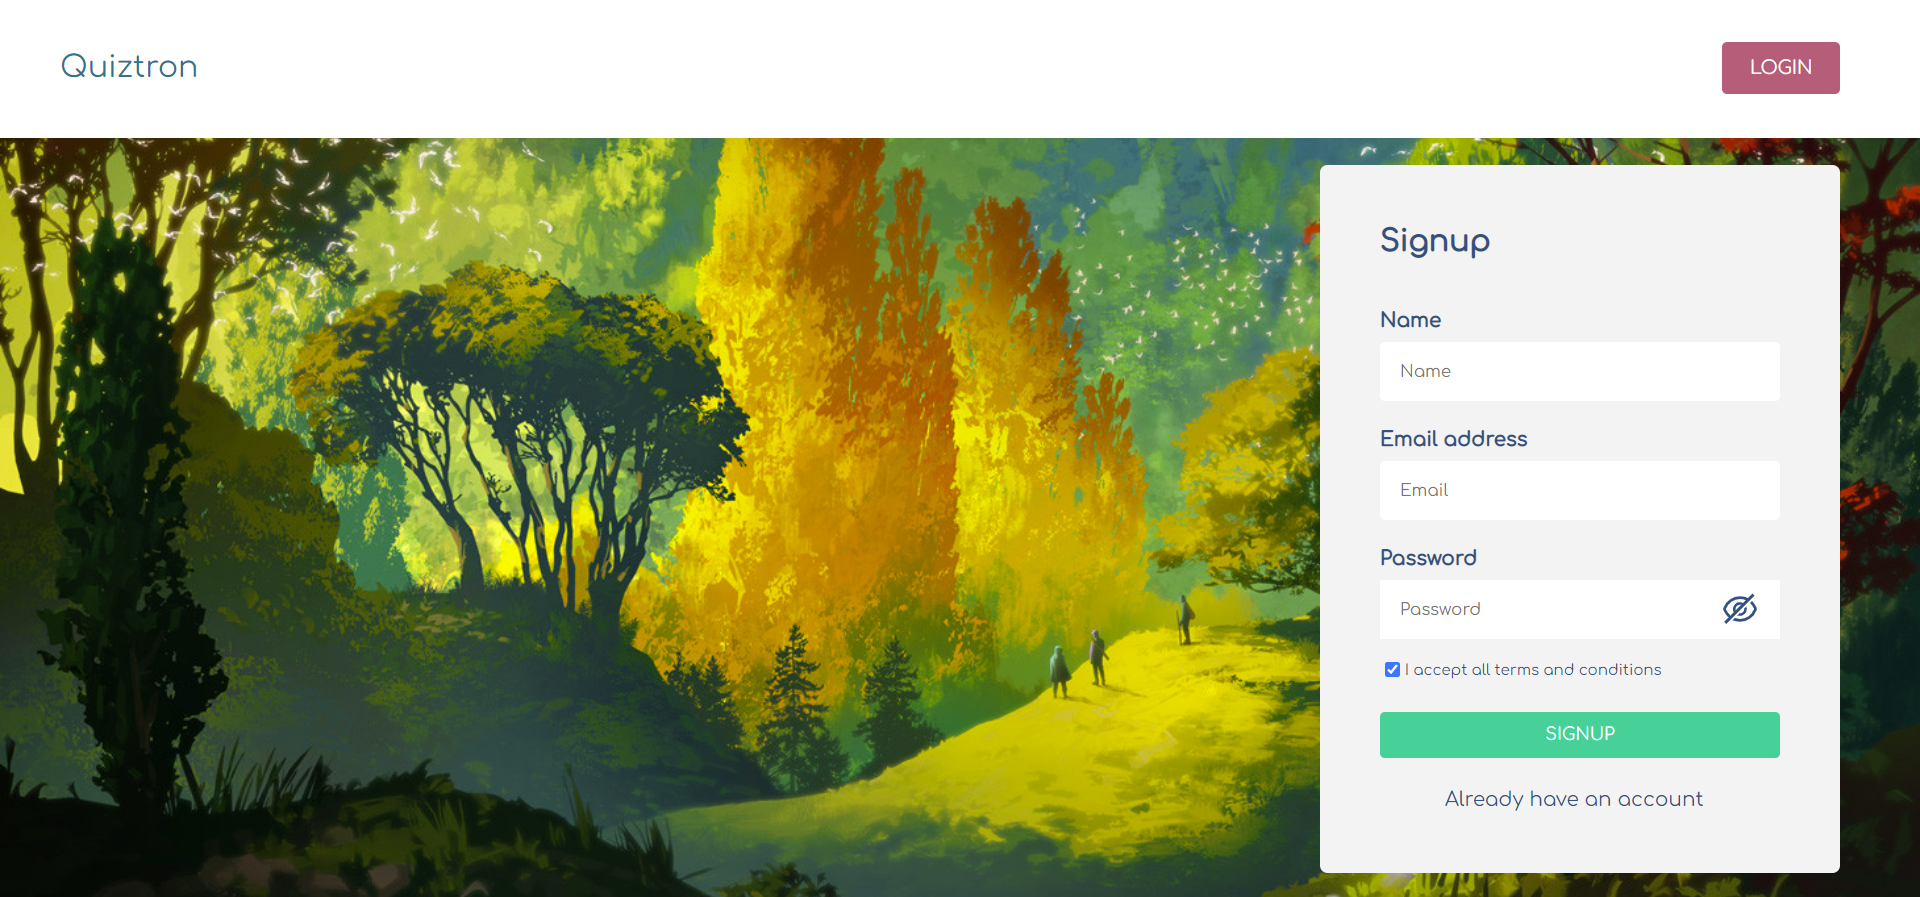 Quiztron
LOGIN
Signup
Name
Name
Email address
Email
Password
Password
I accept all terms and conditions
SIGNUP
Already have an account